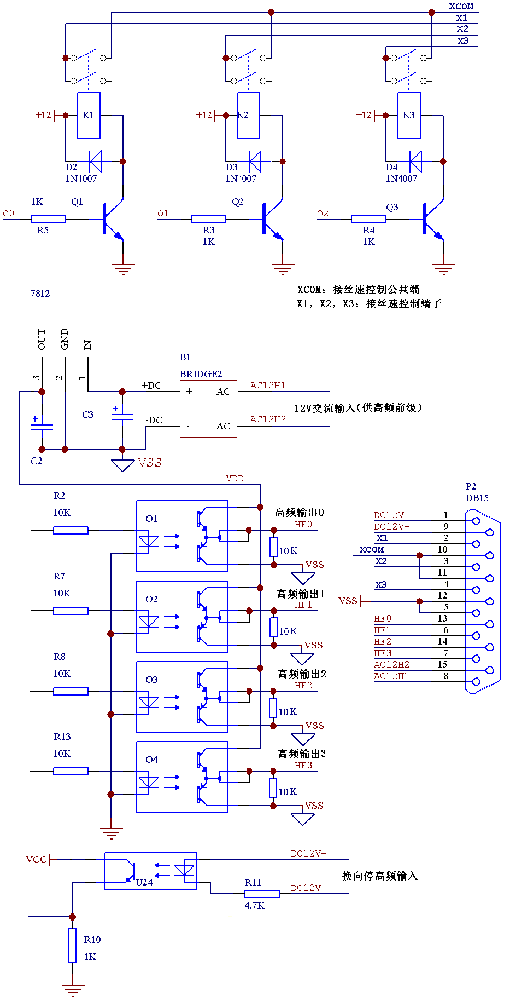 XCOM
X1
X2
X3
+12
K1
+12
K2
+12
K3
D2
1N4007
D3
1N4007
D4
1N4007
1K
Q1
O0
R5
Q2
O1
R3
1K
Q3
O2
R4
1K
XCOM：接丝速控制公共端
X1，X2，X3：接丝速控制端子
7812
OUT
GND
IN
3
2
1
B1
BRIDGE2
+DC
-DC
+
AC
-
AC
AC12H1
AC12H2
12V交流输入（供高频前级）
+
C3
+
C2
VSS
VDD
R2
10K
O1
高频输出0
HF0
10K
VSS
R7
10K
O2
高频输出1
HF1
10K
VSS
R8
10K
O3
高频输出2
HF2
10K
VSS
R13
10K
O4
高频输出3
HF3
10K
VSS
P2
DB15
DC12V+ 1
DC12V- 9
X1 2
XCOM 10
X2 3
11
X3 4
VSS 12
5
HF0 13
HF1 6
HF2 14
HF3 7
AC12H2 15
AC12H1 8
VCC
U24
DC12V+
换向停高频输入
R11
DC12V-
4.7K
R10
1K